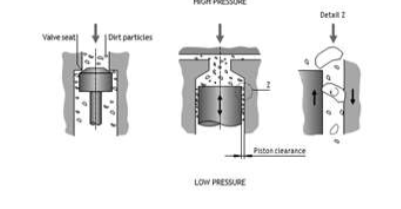 HIGH PRESSURE
Detail Z
Valve seat
Dirt particles
Z
Piston clearance
LOW PRESSURE